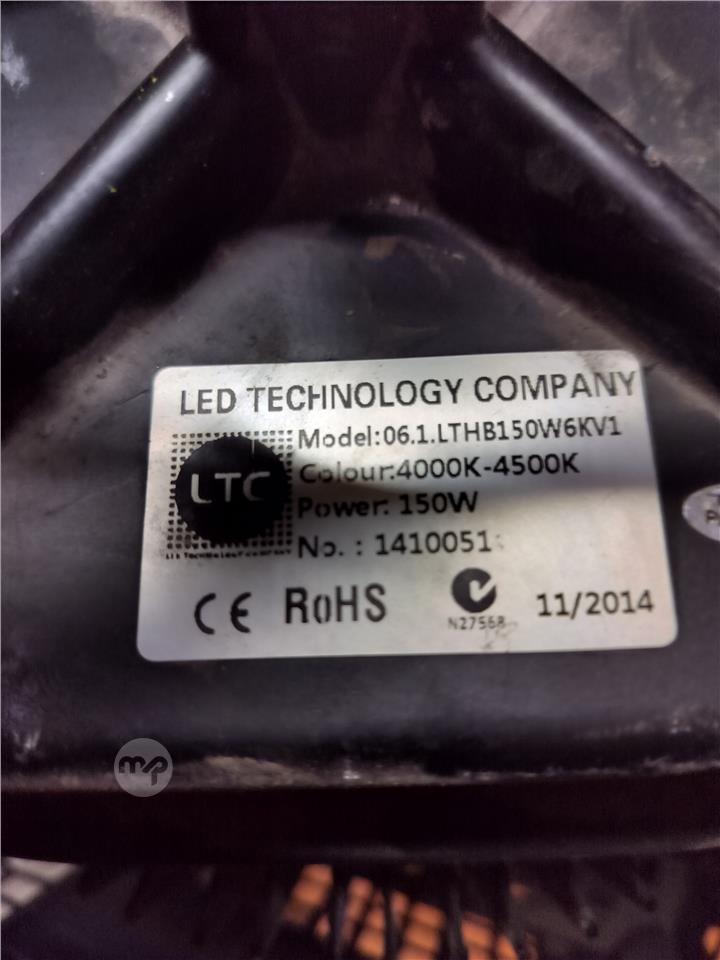 LED TECHNOLOGY COMPANY
Model:06.1.LTHB150W6KV1
Colour:4000K-4500K
LTC
Power: 150W
No. : 1410051
CE RoHS
N27568
11/2014
mp